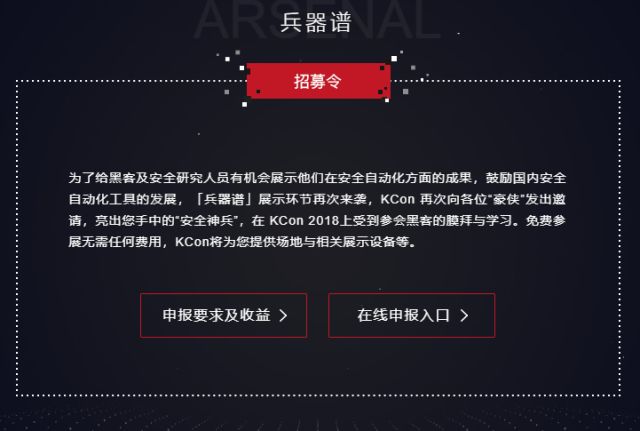 ARSENAL
兵器谱
招募令
为了给黑客及安全研究人员有机会展示他们在安全自动化方面的成果，鼓励国内安全
自动化工具的发展，「兵器谱」展示环节再次来袭，KCon 再次向各位“豪侠”发出邀
请，亮出您手中的“安全神兵”，在 KCon 2018上受到参会黑客的膜拜与学习。免费参
展无需任何费用，KCon将为您提供场地与相关展示设备等。
申报要求及收益 >
在线申报入口 >